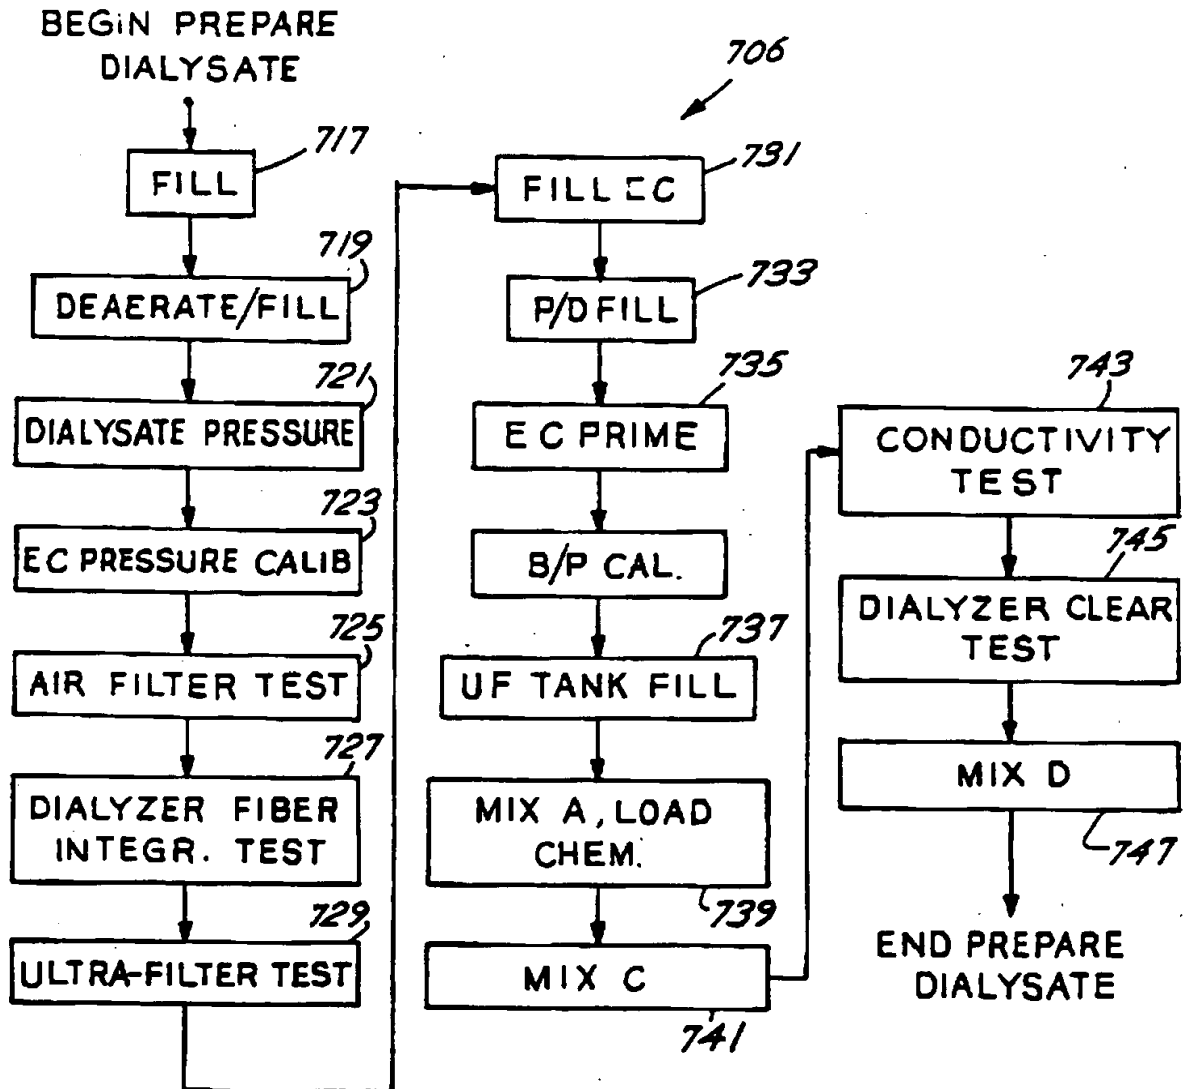 BEGIN PREPARE
DIALYSATE
717
FILL
719
DEAERATE/FILL
721
DIALYSATE PRESSURE
723
EC PRESSURE CALIB
725
AIR FILTER TEST
727
DIALYZER FIBER
INTEGR. TEST
729
ULTRA-FILTER TEST
706
731
FILL EC
733
P/D FILL
735
EC PRIME
B/P CAL.
737
UF TANK FILL
MIX A, LOAD
CHEM.
739
MIX C
741
743
CONDUCTIVITY
TEST
745
DIALYZER CLEAR
TEST
MIX D
747
END PREPARE
DIALYSATE